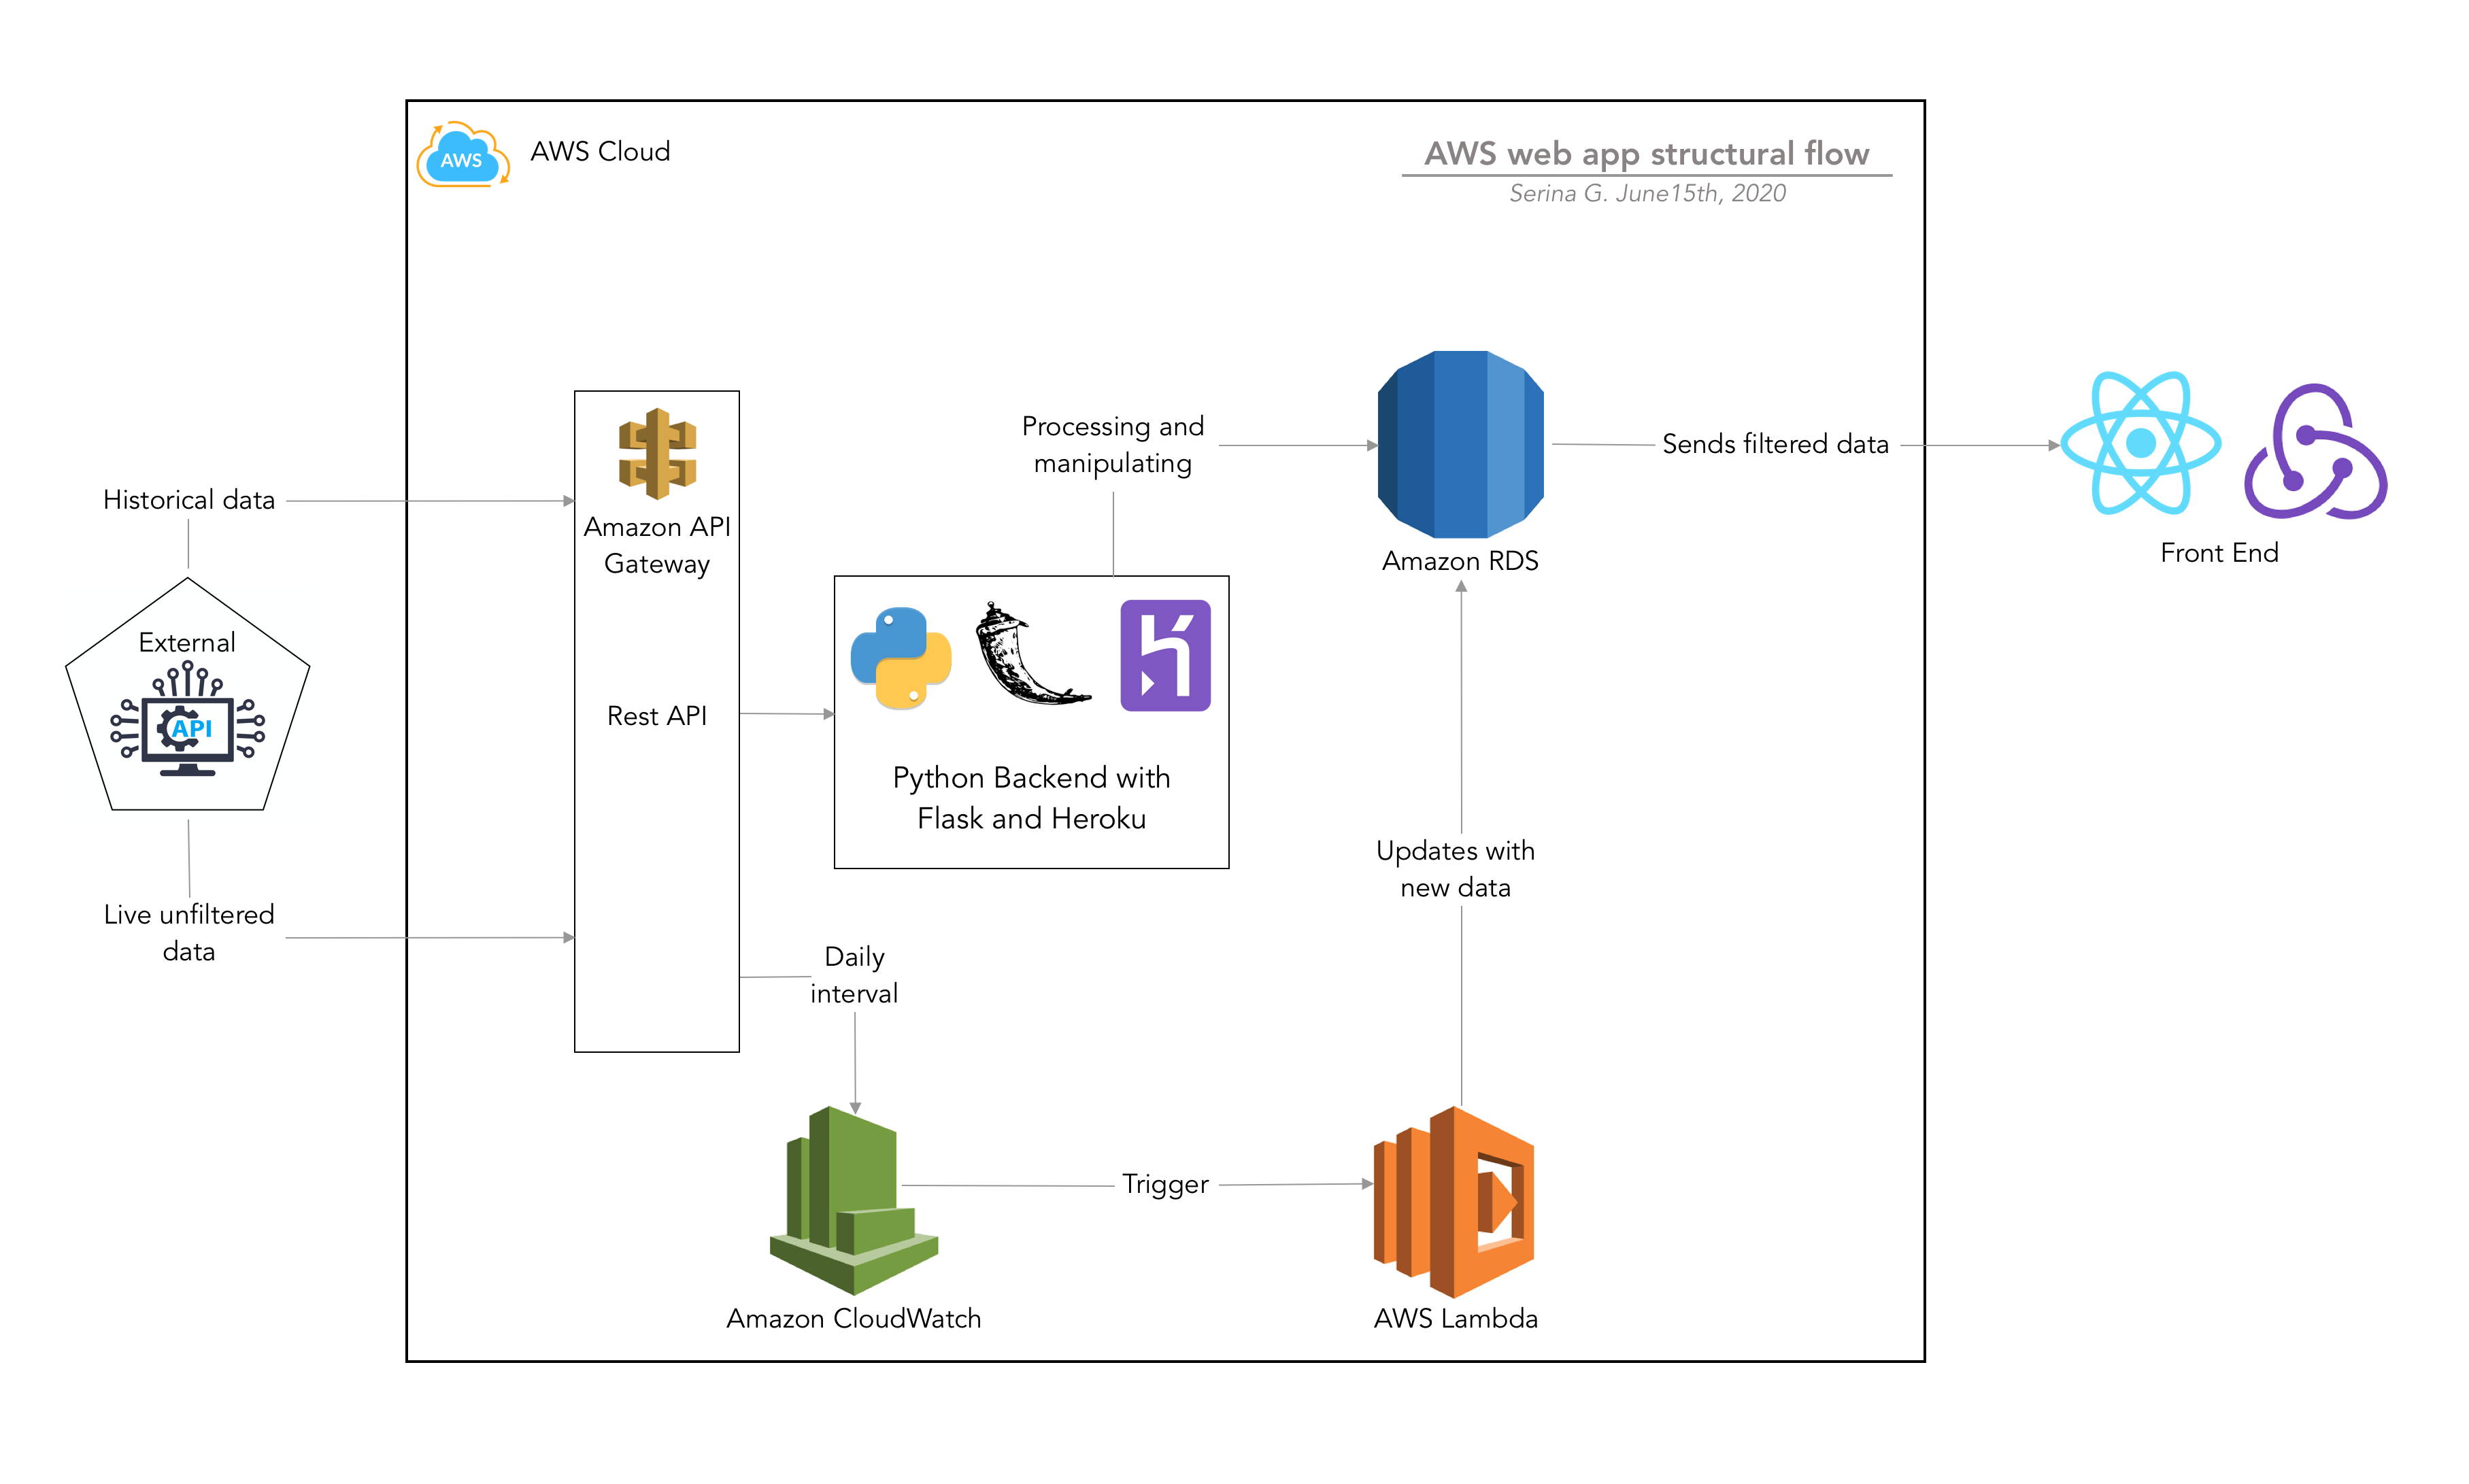 AWS
AWS Cloud
AWS web app structural flow
Serina G. June15th, 2020
Historical data
External
API
Live unfiltered
data
Amazon API
Gateway
Rest API
Processing and
manipulating
Python Backend with
Flask and Heroku
Daily
interval
Amazon CloudWatch
Trigger
AWS Lambda
Updates with
new data
Amazon RDS
Sends filtered data
Front End